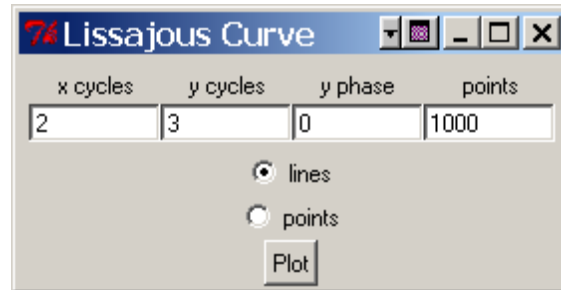 Lissajous Curve
x cycles y cycles y phase points
2 3 0 1000
lines
points
Plot